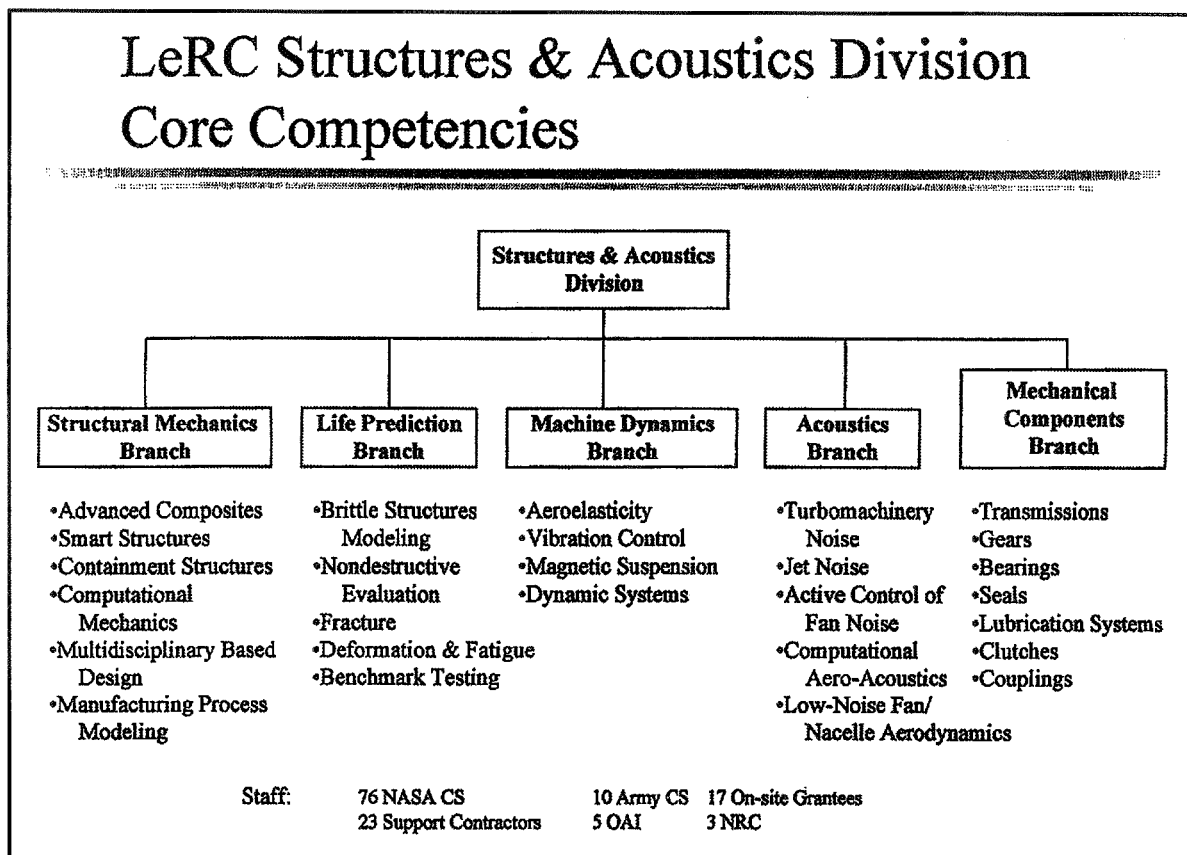 LeRC Structures & Acoustics Division
Core Competencies
Structures & Acoustics
Division
Structural Mechanics
Branch
•Advanced Composites
•Smart Structures
•Containment Structures
•Computational
Mechanics
•Multidisciplinary Based
Design
•Manufacturing Process
Modeling
Life Prediction
Branch
•Brittle Structures
Modeling
•Nondestructive
Evaluation
•Fracture
•Deformation & Fatigue
•Benchmark Testing
Machine Dynamics
Branch
•Aeroelasticity
•Vibration Control
•Magnetic Suspension
•Dynamic Systems
Acoustics
Branch
•Turbomachinery
Noise
•Jet Noise
•Active Control of
Fan Noise
•Computational
Aero-Acoustics
•Low-Noise Fan/
Nacelle Aerodynamics
Mechanical
Components
Branch
•Transmissions
•Gears
•Bearings
•Seals
•Lubrication Systems
•Clutches
•Couplings
Staff: 76 NASA CS 10 Army CS 17 On-site Grantees
23 Support Contractors 5 OAI 3 NRC